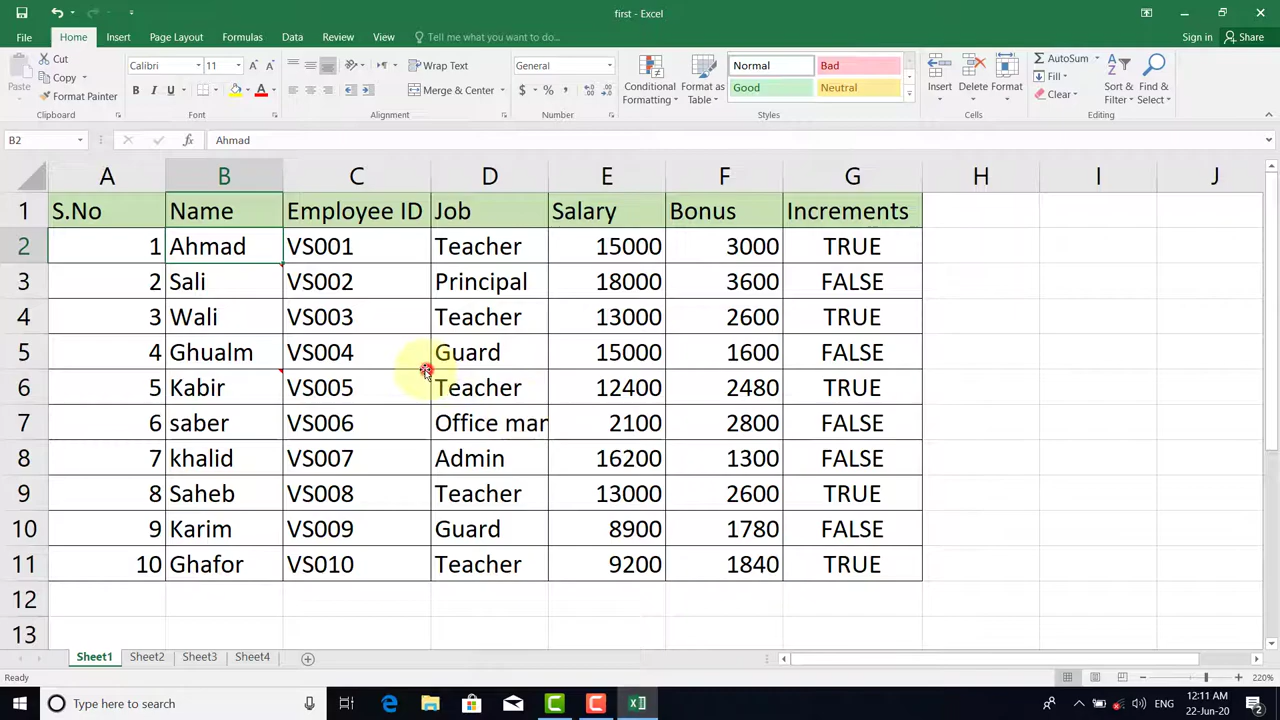 first - Excel
File Home Insert Page Layout Formulas Data Review View Tell me what you want to do... Sign in Share
Paste Cut Copy Format Painter Clipboard
Calibri 11 B I U A A A Font
Wrap Text Merge & Center Alignment
General $ % , Number
Conditional Formatting Format as Table Normal Bad Good Neutral Styles
Insert Delete Format Cells
AutoSum Fill Clear Sort & Filter Find & Select Editing
B2 fx Ahmad
A B C D E F G H I J
1 S.No Name Employee ID Job Salary Bonus Increments
2 1 Ahmad VS001 Teacher 15000 3000 TRUE
3 2 Sali VS002 Principal 18000 3600 FALSE
4 3 Wali VS003 Teacher 13000 2600 TRUE
5 4 Ghualm VS004 Guard 15000 1600 FALSE
6 5 Kabir VS005 Teacher 12400 2480 TRUE
7 6 saber VS006 Office mar 2100 2800 FALSE
8 7 khalid VS007 Admin 16200 1300 FALSE
9 8 Saheb VS008 Teacher 13000 2600 TRUE
10 9 Karim VS009 Guard 8900 1780 FALSE
11 10 Ghafor VS010 Teacher 9200 1840 TRUE
12
13
Sheet1 Sheet2 Sheet3 Sheet4
Ready 220%
Type here to search ENG 12:11 AM
22-Jun-20 2